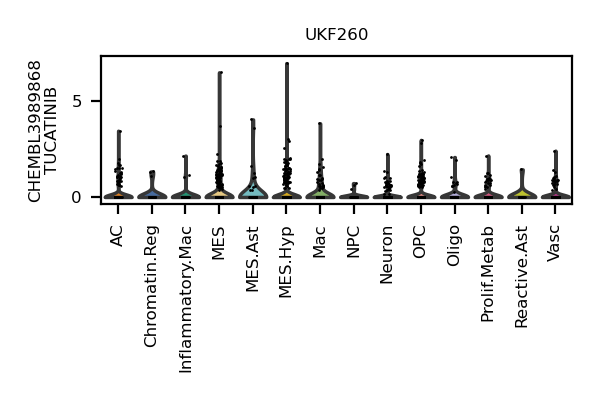 UKF260
CHEMBL3989868
TUCATINIB
5
0
AC
Chromatin.Reg
Inflammatory.Mac
MES
MES.Ast
MES.Hyp
Mac
NPC
Neuron
OPC
Oligo
Prolif.Metab
Reactive.Ast
Vasc